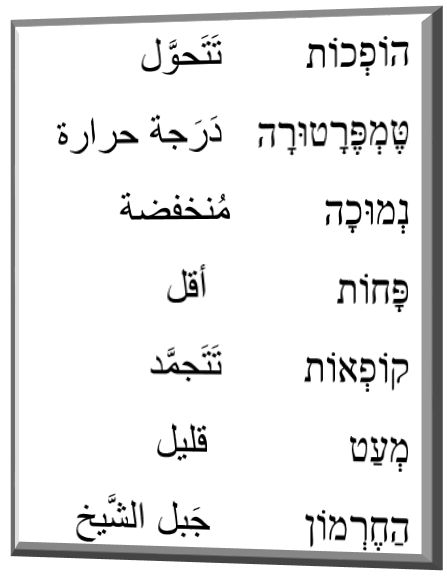 הוֹפְכוֹת تَتَحوَّل
טֶמְפֶּרָטוּרָה دَرَجة حرارة
נְמוּכָה مُنخفضة
פָּחוֹת أقل
קוֹפְאוֹת تَتَجمَّد
מְעַט قليل
הַחֶרְמוֹן جَبل الشَّيخ